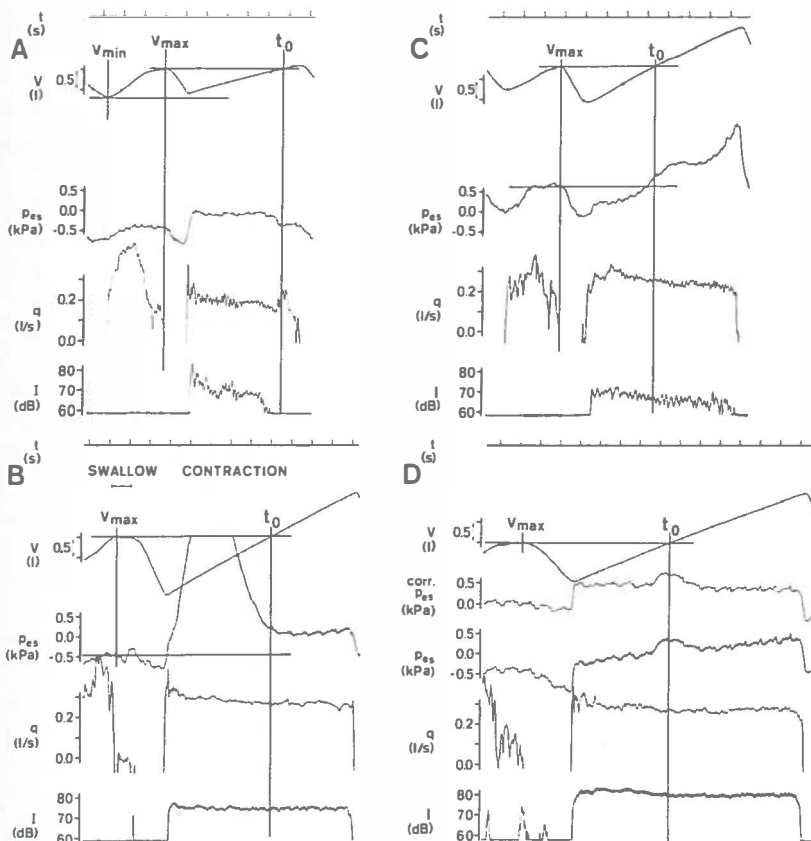 t
(s)
A
Vmin
Vmax
t0
V
(l)
0.5
pes
(kPa)
0.5
0.0
-0.5
q
(l/s)
0.2
0.0
I
(dB)
80
70
60
C
Vmax
t0
V
(l)
0.5
pes
(kPa)
0.5
0.0
-0.5
q
(l/s)
0.2
0.0
I
(dB)
80
70
60
t
(s)
B
SWALLOW CONTRACTION
Vmax
t0
V
(l)
0.5
pes
(kPa)
0.5
0.0
-0.5
q
(l/s)
0.2
0.0
I
(dB)
80
70
60
t
(s)
D
Vmax
t0
V
(l)
0.5
corr.
pes
(kPa)
0.5
0.0
pes
(kPa)
0.5
0.0
-0.5
q
(l/s)
0.2
0.0
I
(dB)
80
70
60